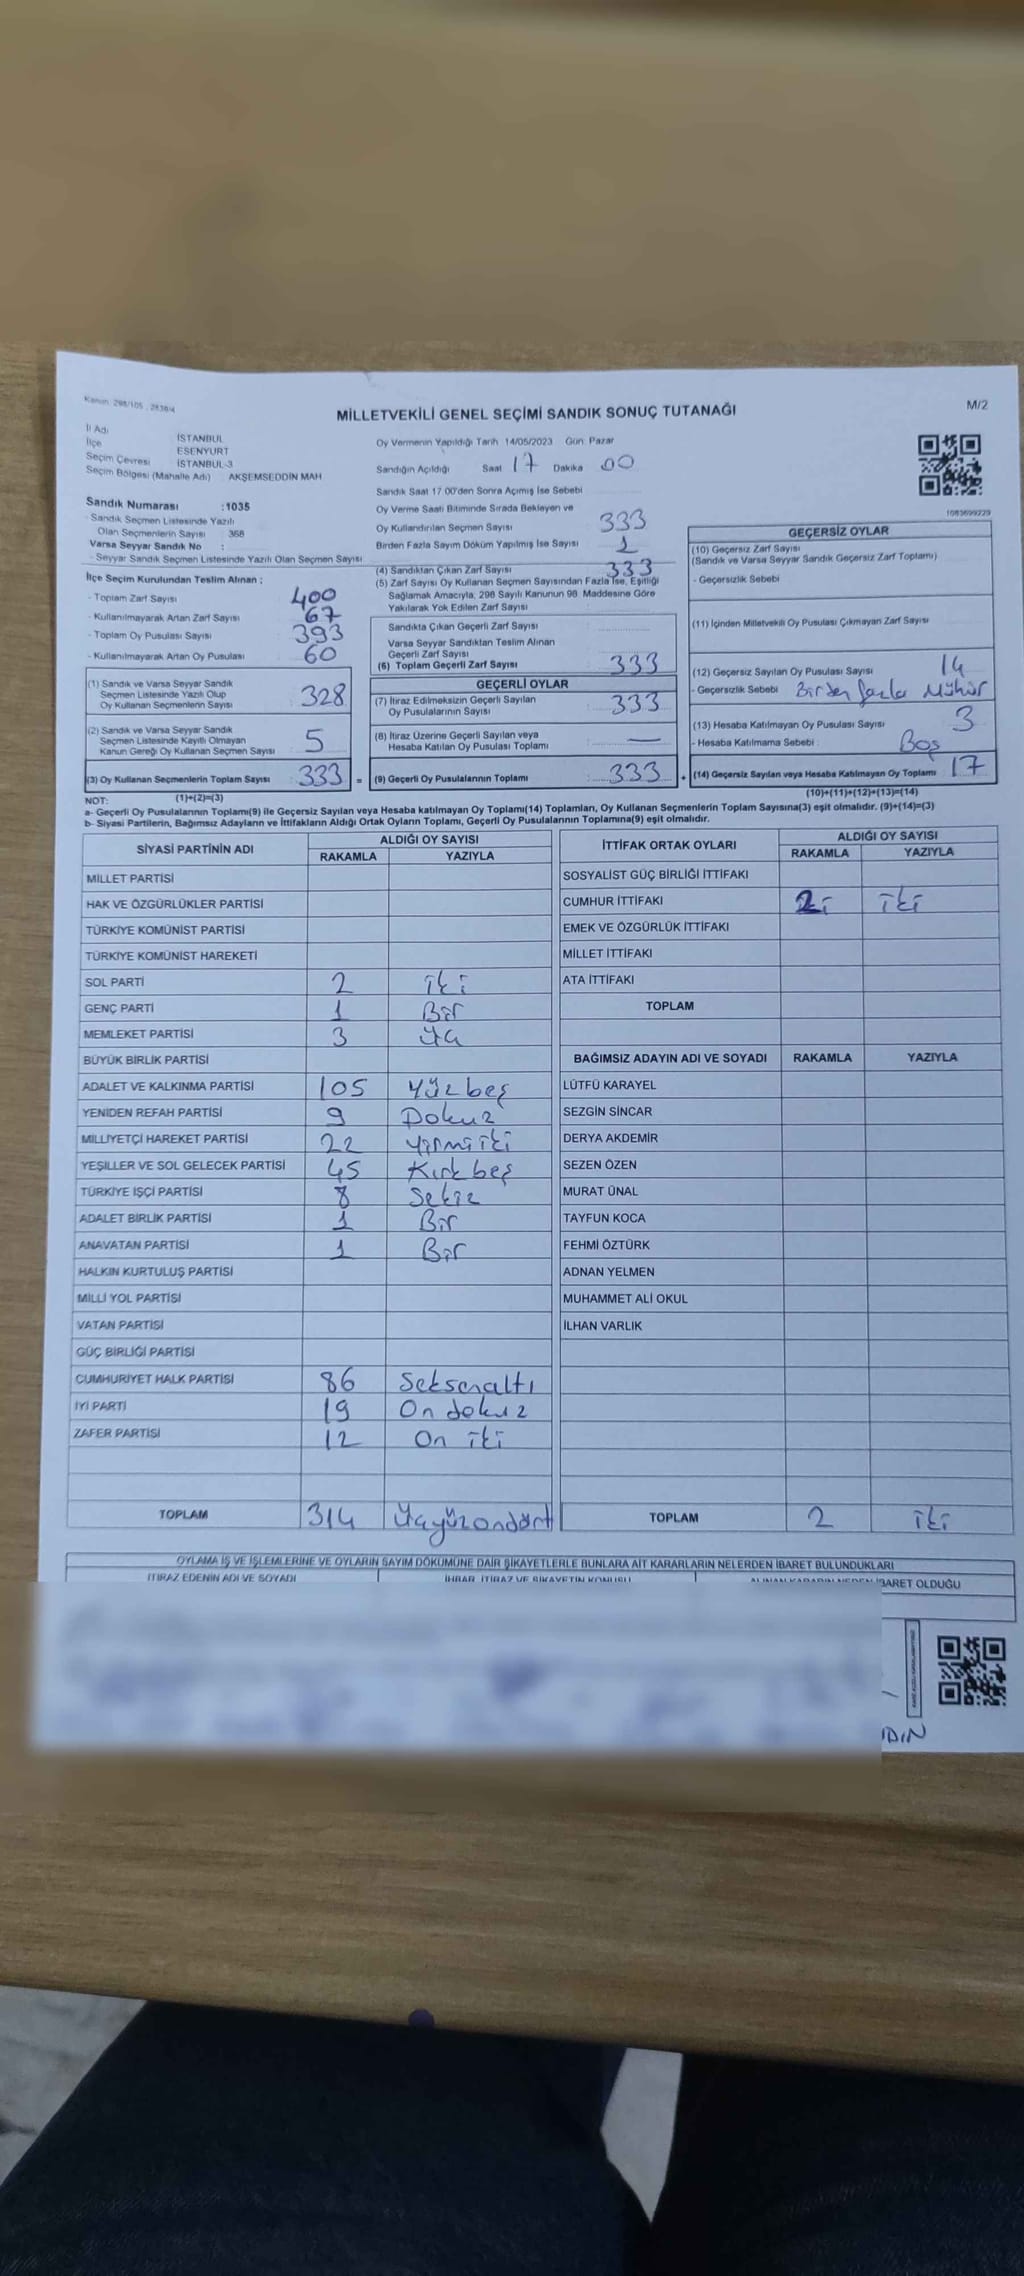 Kanun: 298/105 , 2839/4
M/2
MİLLETVEKİLİ GENEL SEÇİMİ SANDIK SONUÇ TUTANAĞI
İl Adı İSTANBUL
İlçe ESENYURT
Seçim Çevresi İSTANBUL-3
Seçim Bölgesi (Mahalle Adı) : AKŞEMSEDDİN MAH
Sandık Numarası :1035
- Sandık Seçmen Listesinde Yazılı
Olan Seçmenlerin Sayısı : 368
Varsa Seyyar Sandık No :
- Seyyar Sandık Seçmen Listesinde Yazılı Olan Seçmen Sayısı
İlçe Seçim Kurulundan Teslim Alınan ;
- Toplam Zarf Sayısı 400
- Kullanılmayarak Artan Zarf Sayısı 67
- Toplam Oy Pusulası Sayısı 393
- Kullanılmayarak Artan Oy Pusulası 60
(1) Sandık ve Varsa Seyyar Sandık
Seçmen Listesinde Yazılı Olup
Oy Kullanan Seçmenlerin Sayısı 328
(2) Sandık ve Varsa Seyyar Sandık
Seçmen Listesinde Kayıtlı Olmayan
Kanun Gereği Oy Kullanan Seçmen Sayısı 5
(3) Oy Kullanan Seçmenlerin Toplam Sayısı : 333 =
Oy Vermenin Yapıldığı Tarih 14/05/2023 Gün: Pazar
Sandığın Açıldığı Saat 17 Dakika 00
Sandık Saat 17:00'den Sonra Açılmış İse Sebebi
Oy Verme Saati Bitiminde Sırada Bekleyen ve
Oy Kullandırılan Seçmen Sayısı 333
Birden Fazla Sayım Döküm Yapılmış İse Sayısı 1
(4) Sandıktan Çıkan Zarf Sayısı 333
(5) Zarf Sayısı Oy Kullanan Seçmen Sayısından Fazla İse, Eşitliği
Sağlamak Amacıyla, 298 Sayılı Kanunun 98. Maddesine Göre
Yakılarak Yok Edilen Zarf Sayısı
Sandıkta Çıkan Geçerli Zarf Sayısı
Varsa Seyyar Sandıktan Teslim Alınan
Geçerli Zarf Sayısı
(6) Toplam Geçerli Zarf Sayısı 333
GEÇERLİ OYLAR
(7) İtiraz Edilmeksizin Geçerli Sayılan
Oy Pusulalarının Sayısı 333
(8) İtiraz Üzerine Geçerli Sayılan veya
Hesaba Katılan Oy Pusulası Toplamı : —
(9) Geçerli Oy Pusulalarının Toplamı : 333 +
1083699229
GEÇERSİZ OYLAR
(10) Geçersiz Zarf Sayısı
(Sandık ve Varsa Seyyar Sandık Geçersiz Zarf Toplamı)
- Geçersizlik Sebebi
(11) İçinden Milletvekili Oy Pusulası Çıkmayan Zarf Sayısı
(12) Geçersiz Sayılan Oy Pusulası Sayısı 14
- Geçersizlik Sebebi Birden fazla Mühür
(13) Hesaba Katılmayan Oy Pusulası Sayısı 3
- Hesaba Katılmama Sebebi : Boş
(14) Geçersiz Sayılan veya Hesaba Katılmayan Oy Toplamı 17
NOT: (1)+(2)=(3) (10)+(11)+(12)+(13)=(14)
a- Geçerli Oy Pusulalarının Toplamı(9) ile Geçersiz Sayılan veya Hesaba katılmayan Oy Toplamı(14) Toplamları, Oy Kullanan Seçmenlerin Toplam Sayısına(3) eşit olmalıdır. (9)+(14)=(3)
b- Siyasi Partilerin, Bağımsız Adayların ve İttifakların Aldığı Ortak Oyların Toplamı, Geçerli Oy Pusulalarının Toplamına(9) eşit olmalıdır.
SİYASİ PARTİNİN ADI ALDIĞI OY SAYISI
RAKAMLA YAZIYLA
MİLLET PARTİSİ
HAK VE ÖZGÜRLÜKLER PARTİSİ
TÜRKİYE KOMÜNİST PARTİSİ
TÜRKİYE KOMÜNİST HAREKETİ
SOL PARTİ 2 iki
GENÇ PARTİ 1 Bir
MEMLEKET PARTİSİ 3 üç
BÜYÜK BİRLİK PARTİSİ
ADALET VE KALKINMA PARTİSİ 105 Yüzbeş
YENİDEN REFAH PARTİSİ 9 Dokuz
MİLLİYETÇİ HAREKET PARTİSİ 22 Yirmi iki
YEŞİLLER VE SOL GELECEK PARTİSİ 45 Kırk beş
TÜRKİYE İŞÇİ PARTİSİ 8 Sekiz
ADALET BİRLİK PARTİSİ 1 Bir
ANAVATAN PARTİSİ 1 Bir
HALKIN KURTULUŞ PARTİSİ
MİLLİ YOL PARTİSİ
VATAN PARTİSİ
GÜÇ BİRLİĞİ PARTİSİ
CUMHURİYET HALK PARTİSİ 86 Seksenaltı
İYİ PARTİ 19 On dokuz
ZAFER PARTİSİ 12 On iki
TOPLAM 314 Üçyüzondört
İTTİFAK ORTAK OYLARI ALDIĞI OY SAYISI
RAKAMLA YAZIYLA
SOSYALİST GÜÇ BİRLİĞİ İTTİFAKI
CUMHUR İTTİFAKI 2 iki
EMEK VE ÖZGÜRLÜK İTTİFAKI
MİLLET İTTİFAKI
ATA İTTİFAKI
TOPLAM
BAĞIMSIZ ADAYIN ADI VE SOYADI RAKAMLA YAZIYLA
LÜTFÜ KARAYEL
SEZGİN SİNCAR
DERYA AKDEMİR
SEZEN ÖZEN
MURAT ÜNAL
TAYFUN KOCA
FEHMİ ÖZTÜRK
ADNAN YELMEN
MUHAMMET ALİ OKUL
İLHAN VARLIK
TOPLAM 2 iki
OYLAMA İŞ VE İŞLEMLERİNE VE OYLARIN SAYIM DÖKÜMÜNE DAİR ŞİKAYETLERLE BUNLARA AİT KARARLARIN NELERDEN İBARET BULUNDUKLARI
İTİRAZ EDENİN ADI VE SOYADI İHBAR, İTİRAZ VE ŞİKAYETİN KONUSU ALINAN KARARIN NEDEN İBARET OLDUĞU